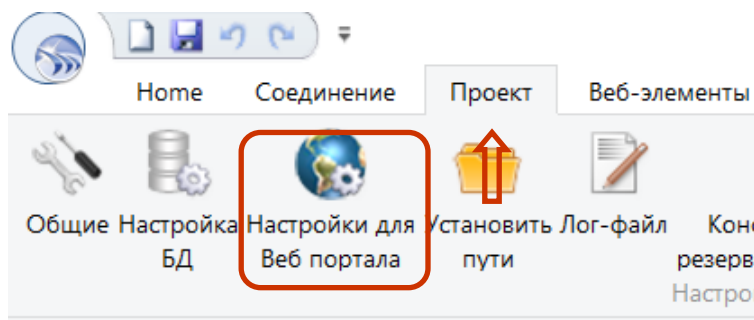 Home Соединение Проект Веб-элементы
Общие Настройка Настройки для Установить Лог-файл
БД Веб портала пути